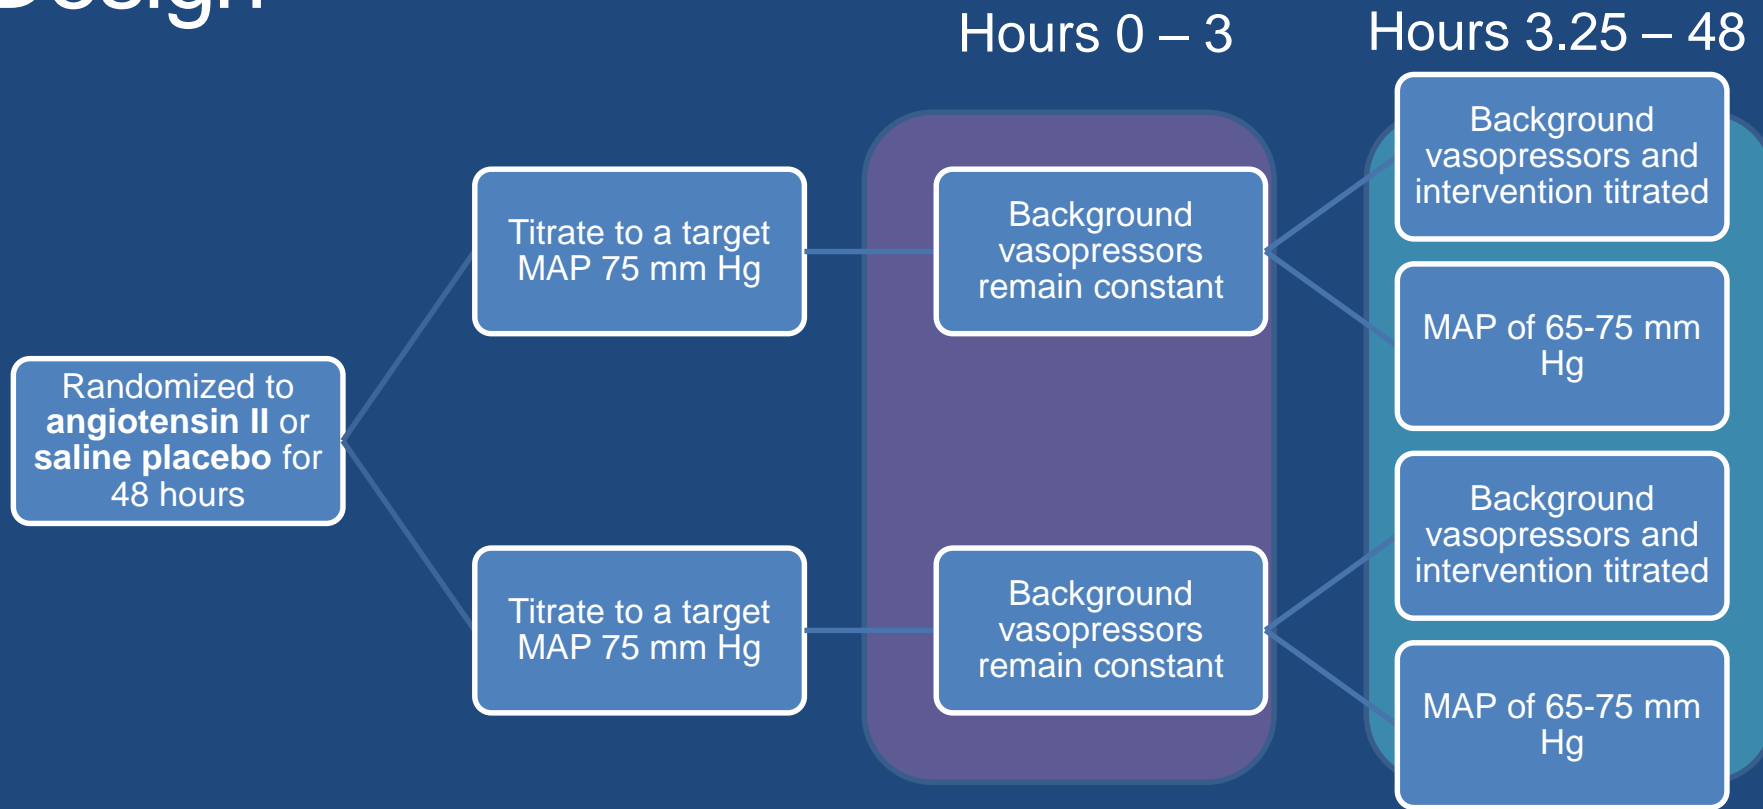 Design
Hours 0 – 3
Hours 3.25 – 48
Randomized to
angiotensin II or
saline placebo for
48 hours
Titrate to a target
MAP 75 mm Hg
Background
vasopressors
remain constant
Background
vasopressors and
intervention titrated
MAP of 65-75 mm
Hg
Titrate to a target
MAP 75 mm Hg
Background
vasopressors
remain constant
Background
vasopressors and
intervention titrated
MAP of 65-75 mm
Hg